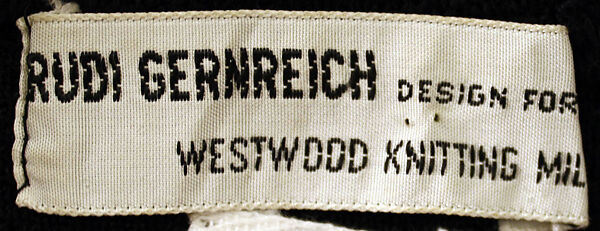 RUDI GERNREICH DESIGN FOR
WESTWOOD KNITTING MIL